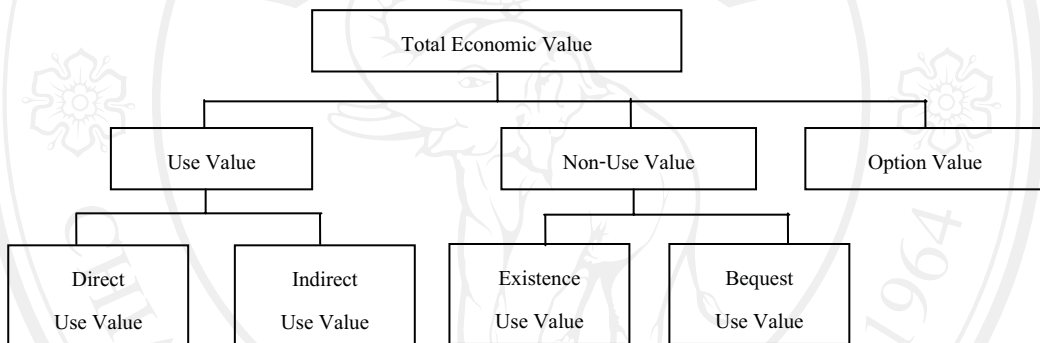 Total Economic Value
Use Value
Non-Use Value
Option Value
Direct
Use Value
Indirect
Use Value
Existence
Use Value
Bequest
Use Value
1964